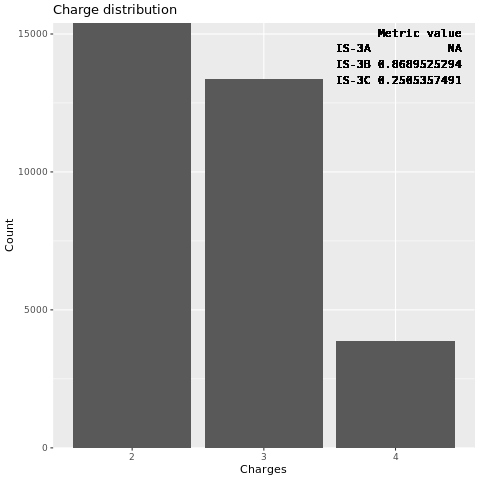 Charge distribution
Metric value
IS-3A NA
IS-3B 0.8689525294
IS-3C 0.2505357491
15000
10000
5000
0
Count
2 3 4
Charges